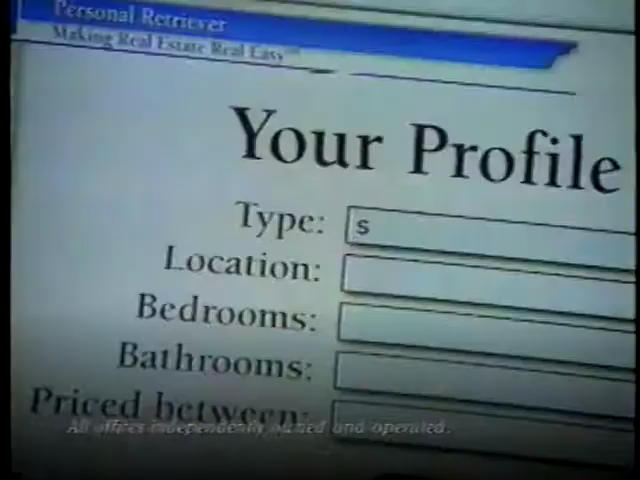 Personal Retriever
Making Real Estate Real Easy℠
Your Profile
Type: s
Location:
Bedrooms:
Bathrooms:
Priced between:
All offices independently owned and operated.